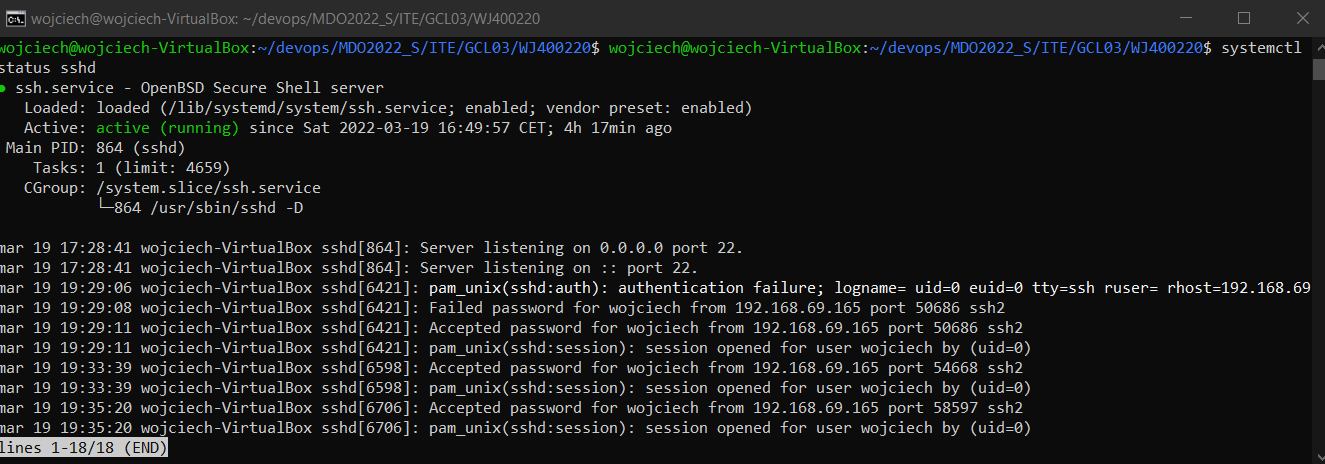 wojciech@wojciech-VirtualBox: ~/devops/MDO2022_S/ITE/GCL03/WJ400220
wojciech@wojciech-VirtualBox:~/devops/MDO2022_S/ITE/GCL03/WJ400220$ wojciech@wojciech-VirtualBox:~/devops/MDO2022_S/ITE/GCL03/WJ400220$ systemctl
status sshd
● ssh.service - OpenBSD Secure Shell server
Loaded: loaded (/lib/systemd/system/ssh.service; enabled; vendor preset: enabled)
Active: active (running) since Sat 2022-03-19 16:49:57 CET; 4h 17min ago
Main PID: 864 (sshd)
Tasks: 1 (limit: 4659)
CGroup: /system.slice/ssh.service
└─864 /usr/sbin/sshd -D
mar 19 17:28:41 wojciech-VirtualBox sshd[864]: Server listening on 0.0.0.0 port 22.
mar 19 17:28:41 wojciech-VirtualBox sshd[864]: Server listening on :: port 22.
mar 19 19:29:06 wojciech-VirtualBox sshd[6421]: pam_unix(sshd:auth): authentication failure; logname= uid=0 euid=0 tty=ssh ruser= rhost=192.168.69
mar 19 19:29:08 wojciech-VirtualBox sshd[6421]: Failed password for wojciech from 192.168.69.165 port 50686 ssh2
mar 19 19:29:11 wojciech-VirtualBox sshd[6421]: Accepted password for wojciech from 192.168.69.165 port 50686 ssh2
mar 19 19:29:11 wojciech-VirtualBox sshd[6421]: pam_unix(sshd:session): session opened for user wojciech by (uid=0)
mar 19 19:33:39 wojciech-VirtualBox sshd[6598]: Accepted password for wojciech from 192.168.69.165 port 54668 ssh2
mar 19 19:33:39 wojciech-VirtualBox sshd[6598]: pam_unix(sshd:session): session opened for user wojciech by (uid=0)
mar 19 19:35:20 wojciech-VirtualBox sshd[6706]: Accepted password for wojciech from 192.168.69.165 port 58597 ssh2
mar 19 19:35:20 wojciech-VirtualBox sshd[6706]: pam_unix(sshd:session): session opened for user wojciech by (uid=0)
lines 1-18/18 (END)